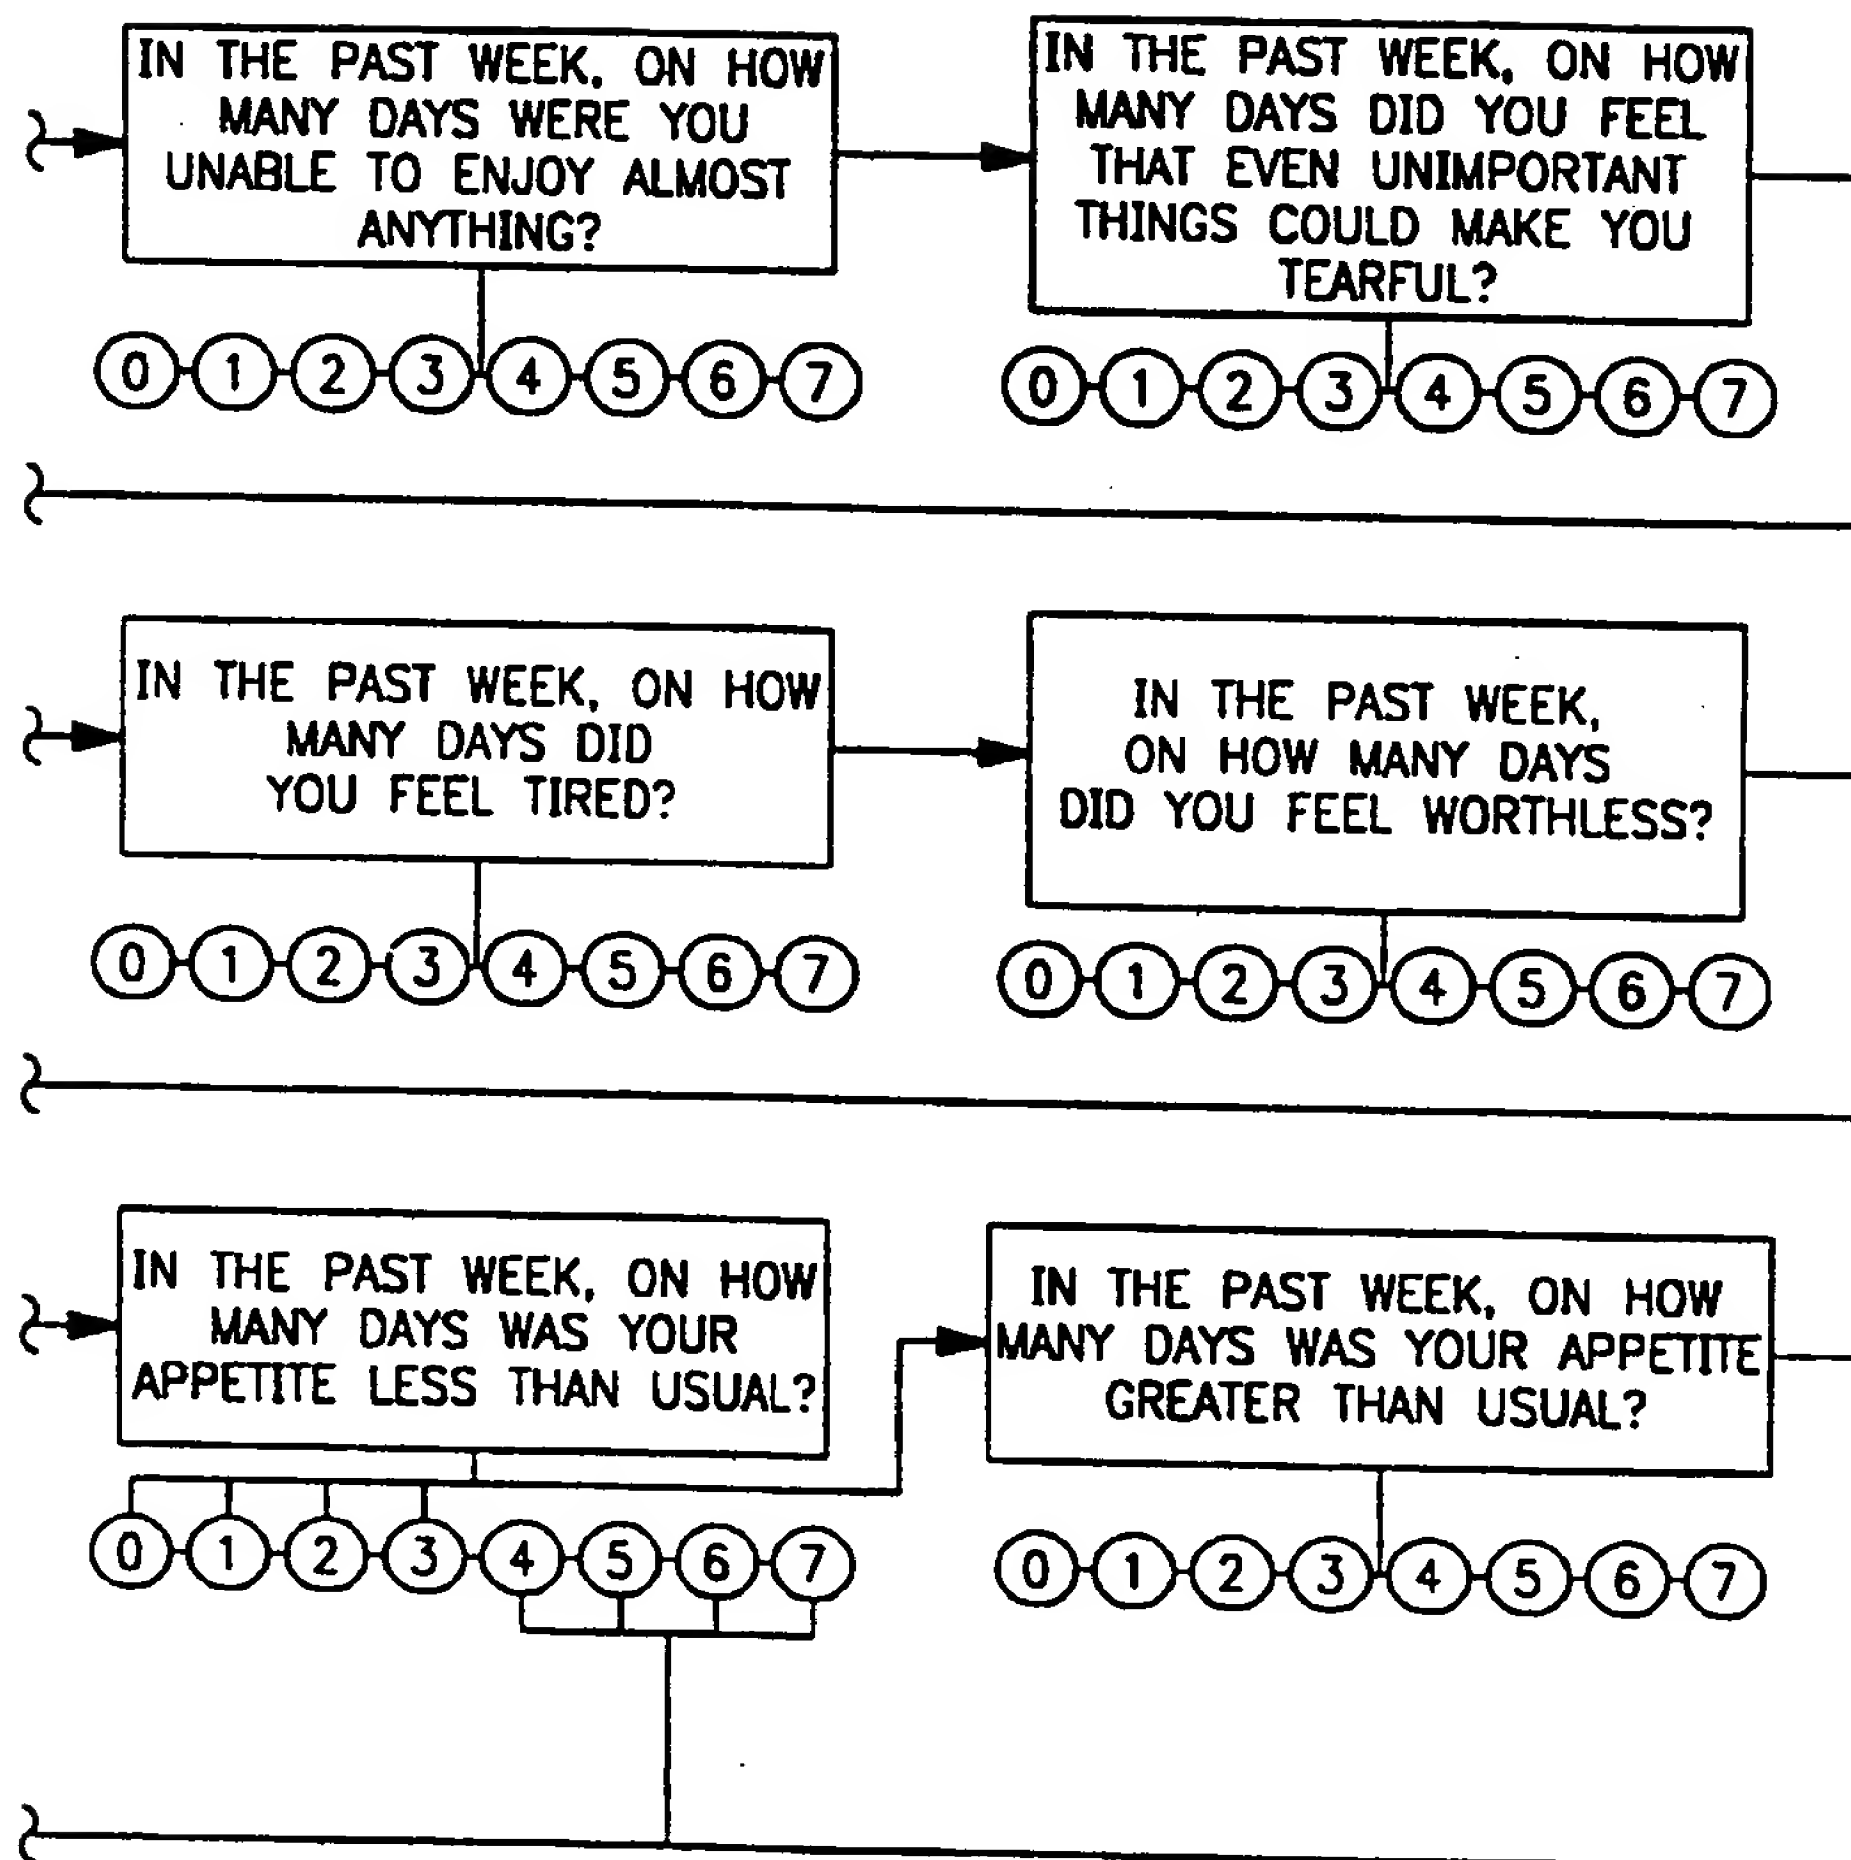 IN THE PAST WEEK, ON HOW
MANY DAYS WERE YOU
UNABLE TO ENJOY ALMOST
ANYTHING?
0 1 2 3 4 5 6 7
IN THE PAST WEEK, ON HOW
MANY DAYS DID YOU FEEL
THAT EVEN UNIMPORTANT
THINGS COULD MAKE YOU
TEARFUL?
0 1 2 3 4 5 6 7
IN THE PAST WEEK, ON HOW
MANY DAYS DID
YOU FEEL TIRED?
0 1 2 3 4 5 6 7
IN THE PAST WEEK,
ON HOW MANY DAYS
DID YOU FEEL WORTHLESS?
0 1 2 3 4 5 6 7
IN THE PAST WEEK, ON HOW
MANY DAYS WAS YOUR
APPETITE LESS THAN USUAL?
0 1 2 3 4 5 6 7
IN THE PAST WEEK, ON HOW
MANY DAYS WAS YOUR APPETITE
GREATER THAN USUAL?
0 1 2 3 4 5 6 7